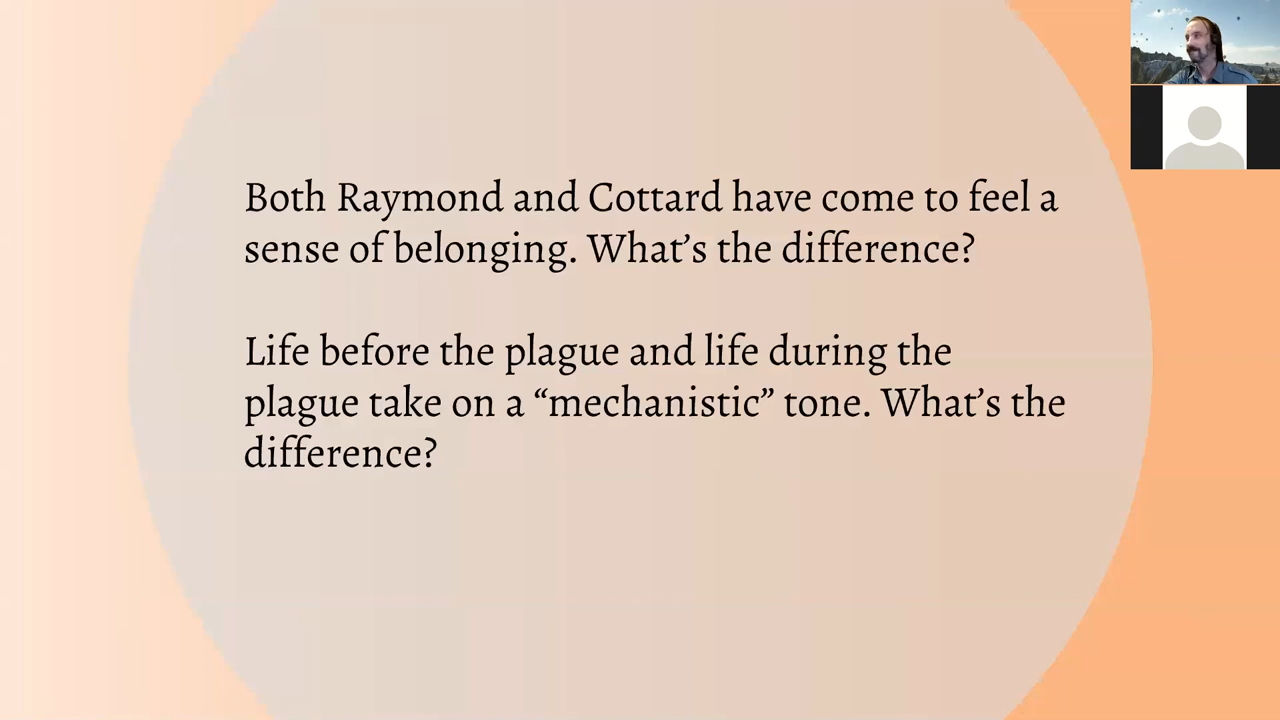 Both Raymond and Cottard have come to feel a
sense of belonging. What’s the difference?
Life before the plague and life during the
plague take on a “mechanistic” tone. What’s the
difference?